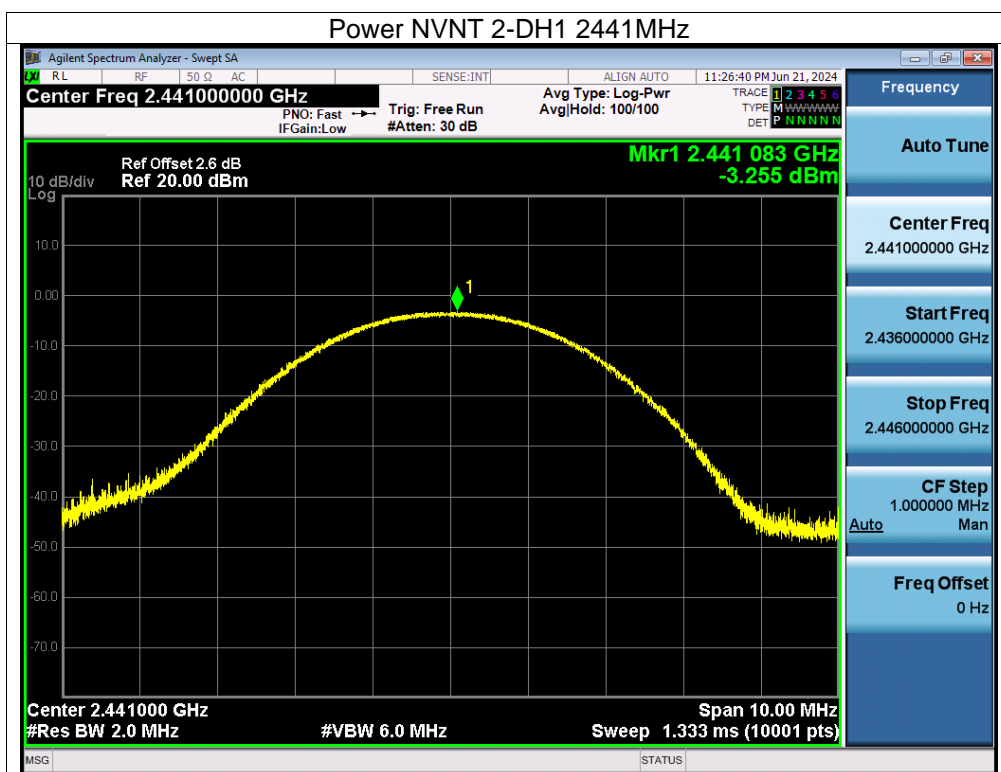 Power NVNT 2-DH1 2441MHz
Agilent Spectrum Analyzer - Swept SA
LXI RL RF 50 Ω AC SENSE:INT ALIGN AUTO 11:26:40 PM Jun 21, 2024
Center Freq 2.441000000 GHz
PNO: Fast
IFGain:Low
Trig: Free Run
#Atten: 30 dB
Avg Type: Log-Pwr
Avg|Hold: 100/100
TRACE 1 2 3 4 5 6
TYPE M WWWWW
DET P N N N N N
Ref Offset 2.6 dB
Ref 20.00 dBm
10 dB/div
Log
Mkr1 2.441 083 GHz
-3.255 dBm
10.0
0.00
-10.0
-20.0
-30.0
-40.0
-50.0
-60.0
-70.0
1
Center 2.441000 GHz
Span 10.00 MHz
#Res BW 2.0 MHz
#VBW 6.0 MHz
Sweep 1.333 ms (10001 pts)
MSG
STATUS
Frequency
Auto Tune
Center Freq
2.441000000 GHz
Start Freq
2.436000000 GHz
Stop Freq
2.446000000 GHz
CF Step
1.000000 MHz
Auto Man
Freq Offset
0 Hz